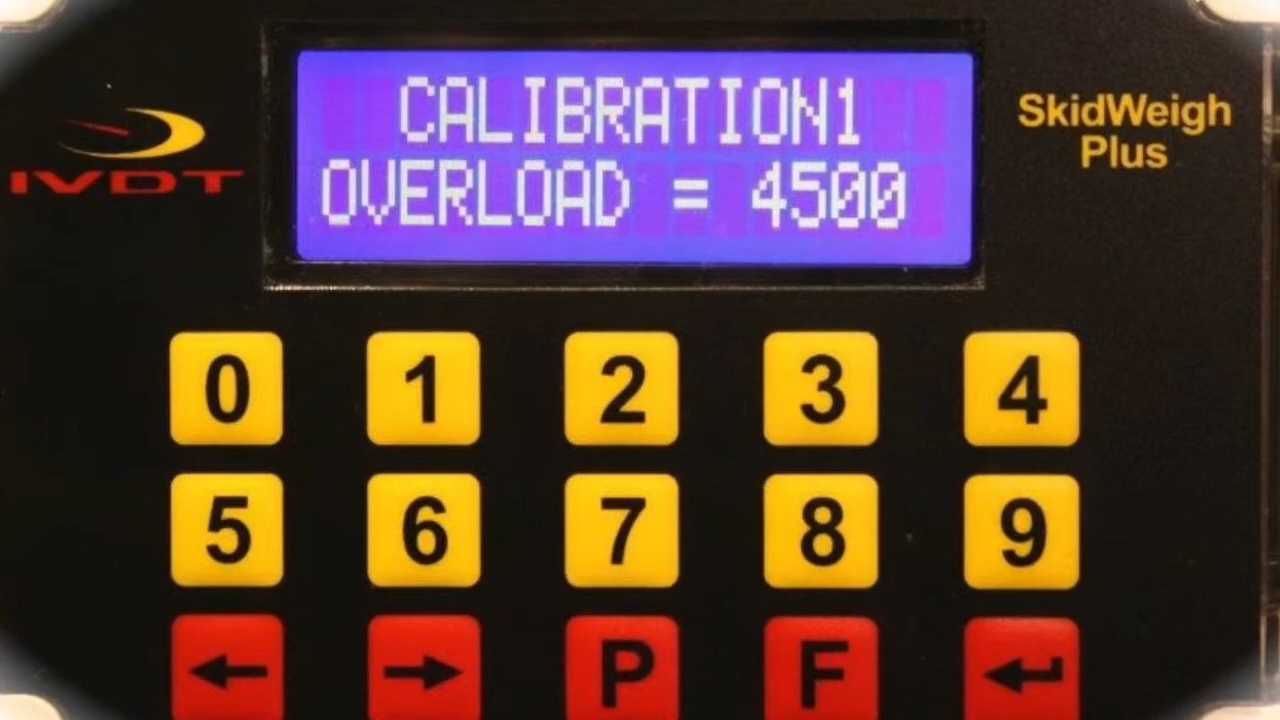 CALIBRATION1
OVERLOAD = 4500
IVDT
SkidWeigh
Plus
0 1 2 3 4
5 6 7 8 9
← → P F ↵